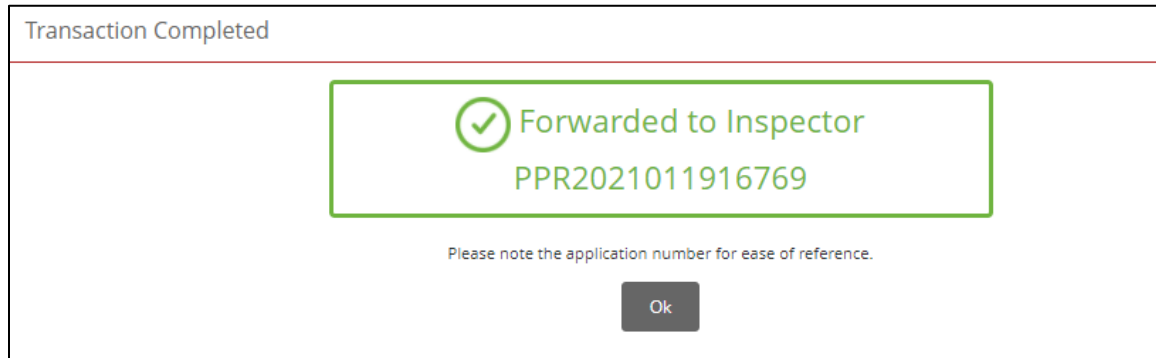 Transaction Completed
Forwarded to Inspector
PPR2021011916769
Please note the application number for ease of reference.
Ok